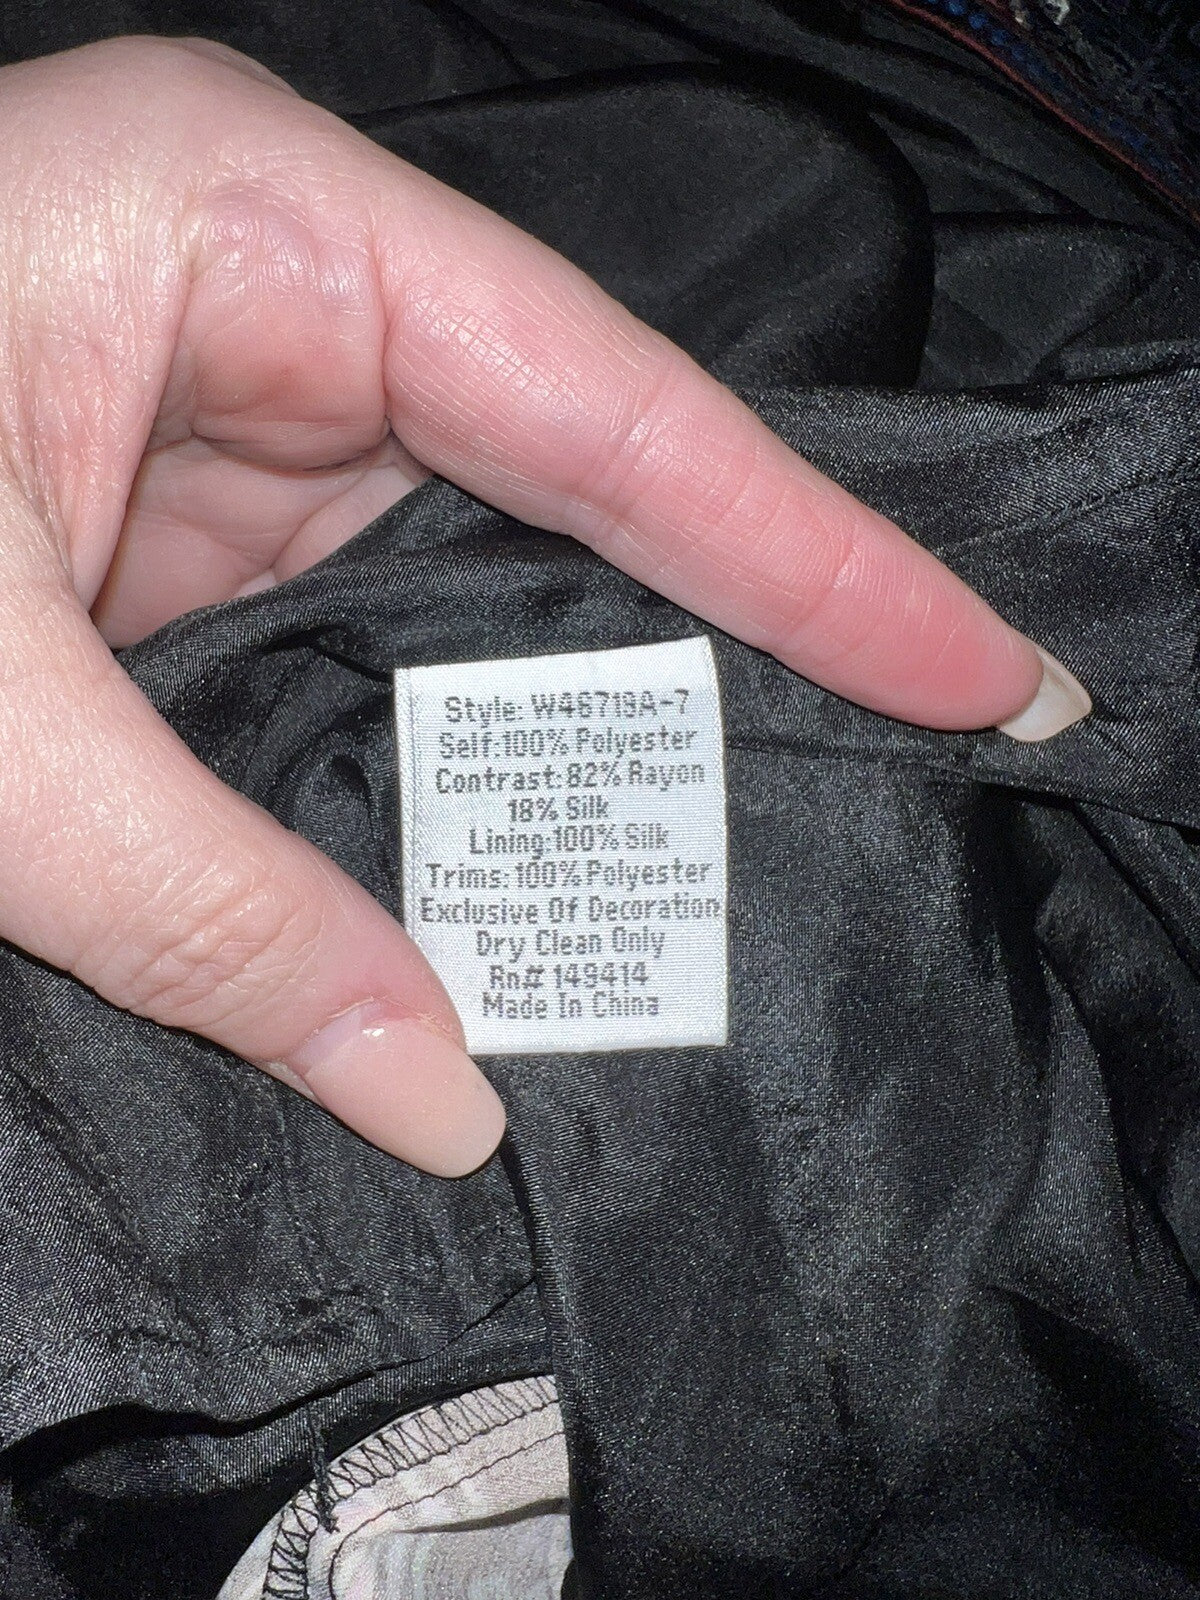 Style: W46719A-7
Self:100% Polyester
Contrast:82% Rayon
18% Silk
Lining:100% Silk
Trims:100% Polyester
Exclusive Of Decoration
Dry Clean Only
Rn# 149414
Made In China